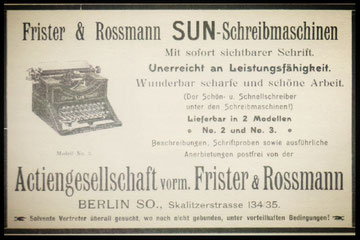 Frister & Rossmann SUN-Schreibmaschinen
Mit sofort sichtbarer Schrift.
Unerreicht an Leistungsfähigkeit.
Wunderbar scharfe und schöne Arbeit.
(Der Schön- u. Schnellschreiber
unter den Schreibmaschinen!)
Lieferbar in 2 Modellen
No. 2 und No. 3.
Modell No. 3
Beschreibungen, Schriftproben sowie ausführliche
Anerbietungen postfrei von der
Actiengesellschaft vorm. Frister & Rossmann
BERLIN SO., Skalitzerstrasse 134/35.
Solvente Vertreter überall gesucht, wo noch nicht gebunden, unter vorteilhaften Bedingungen!